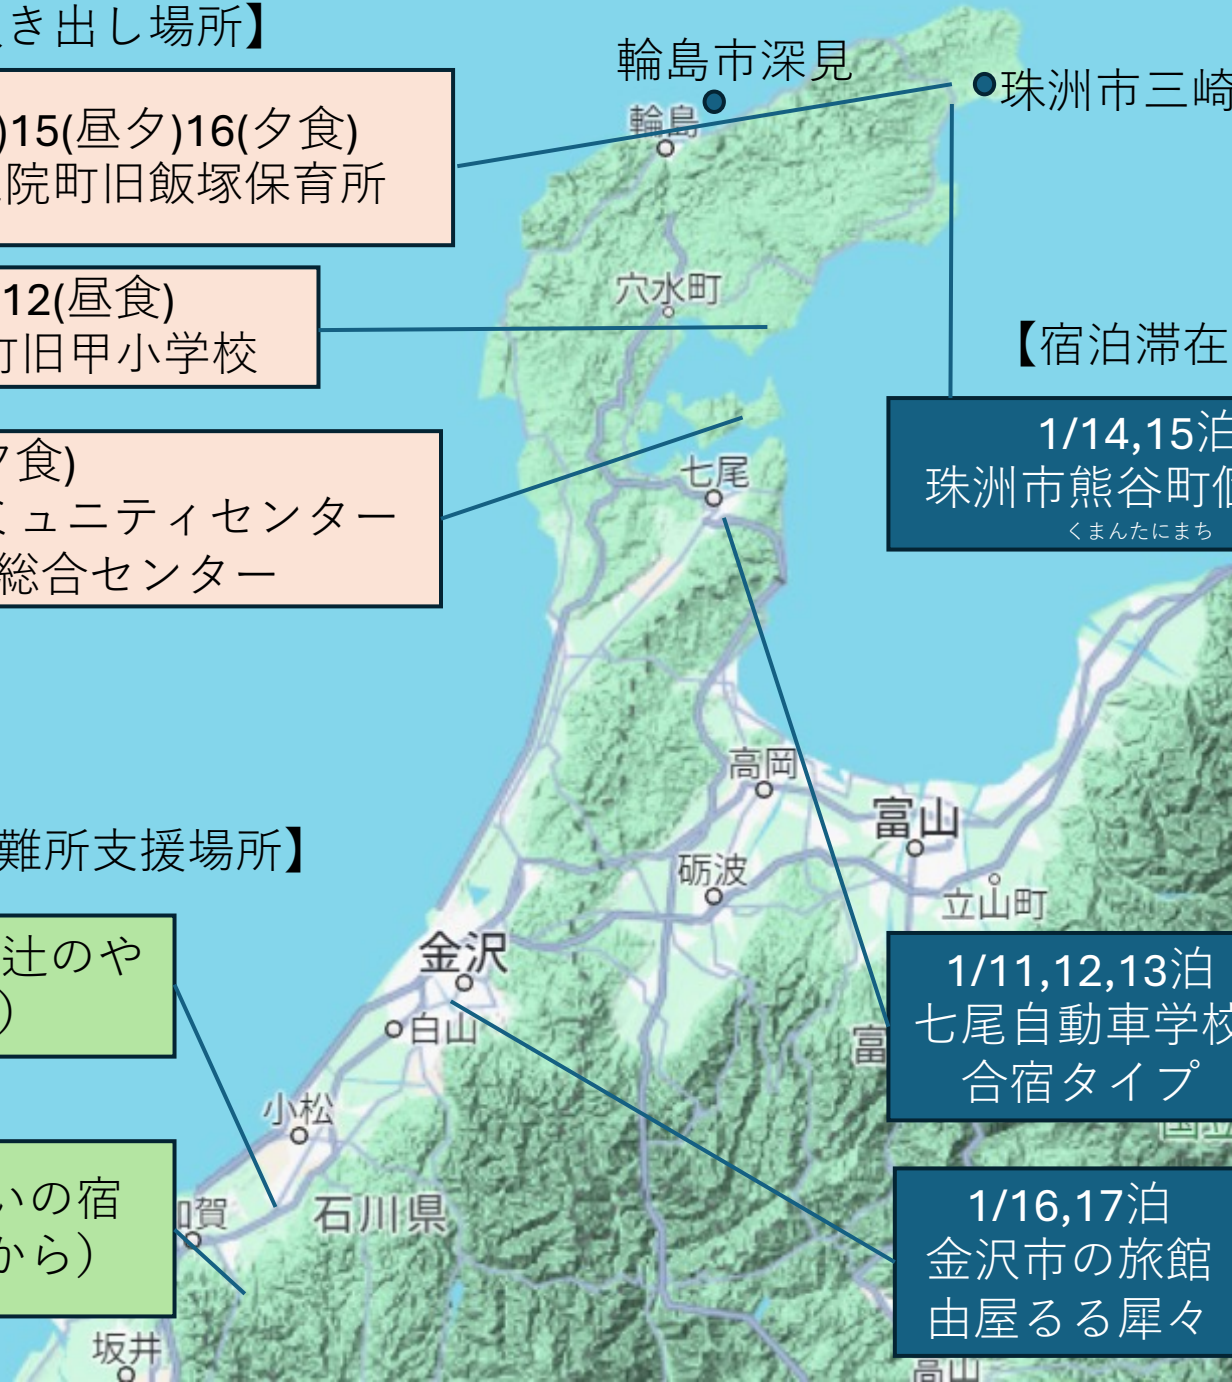 き出し場所】
)15(昼夕)16(夕食)
院町旧飯塚保育所
12(昼食)
町旧甲小学校
夕食)
ミュニティセンター
総合センター
難所支援場所】
辻のや
)
いの宿
から）
輪島市深見
珠洲市三崎
輪島
穴水町
七尾
【宿泊滞在
1/14,15泊
珠洲市熊谷町
くまんたにまち
高岡
富山
砺波
立山町
金沢
白山
小松
加賀
石川県
坂井
富
1/11,12,13泊
七尾自動車学校
合宿タイプ
国立
1/16,17泊
金沢市の旅館
由屋るる犀々
高山